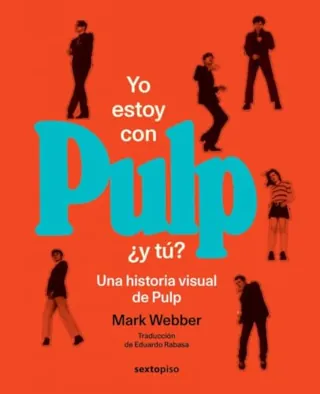 Yo
estoy
con
Pulp
¿y tú?
Una historia visual
de Pulp
Mark Webber
Traducción
de Eduardo Rabasa
sextopiso